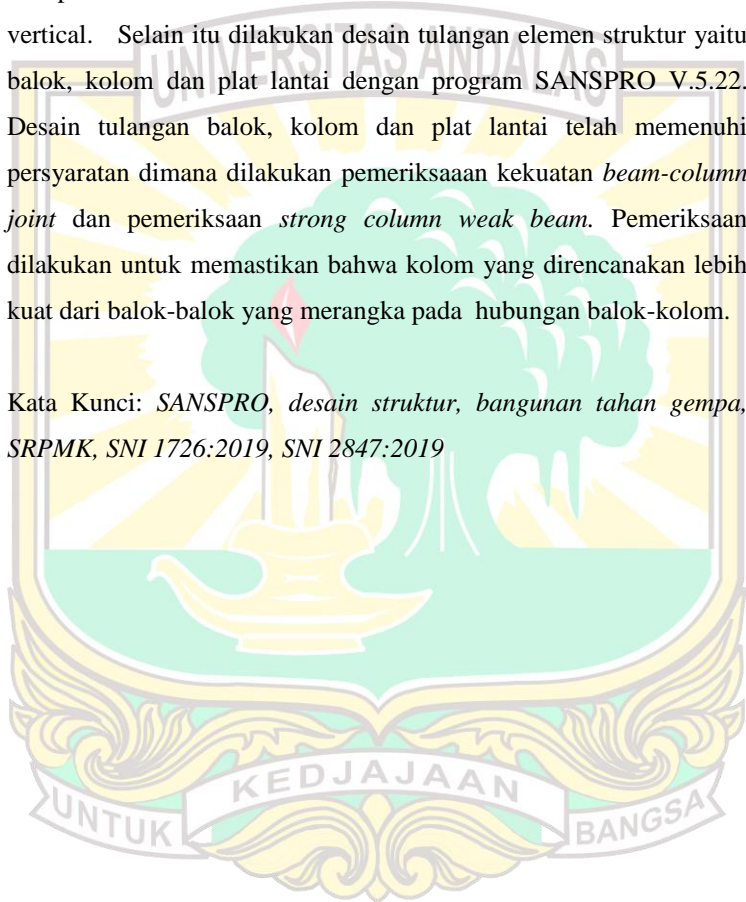 vertical. Selain itu dilakukan desain tulangan elemen struktur yaitu
balok, kolom dan plat lantai dengan program SANSPRO V.5.22.
Desain tulangan balok, kolom dan plat lantai telah memenuhi
persyaratan dimana dilakukan pemeriksaaan kekuatan beam-column
joint dan pemeriksaan strong column weak beam. Pemeriksaan
dilakukan untuk memastikan bahwa kolom yang direncanakan lebih
kuat dari balok-balok yang merangka pada hubungan balok-kolom.
Kata Kunci: SANSPRO, desain struktur, bangunan tahan gempa,
SRPMK, SNI 1726:2019, SNI 2847:2019
UNIVERSITAS ANDALAS
UNTUK KEDJAJAAN BANGSA